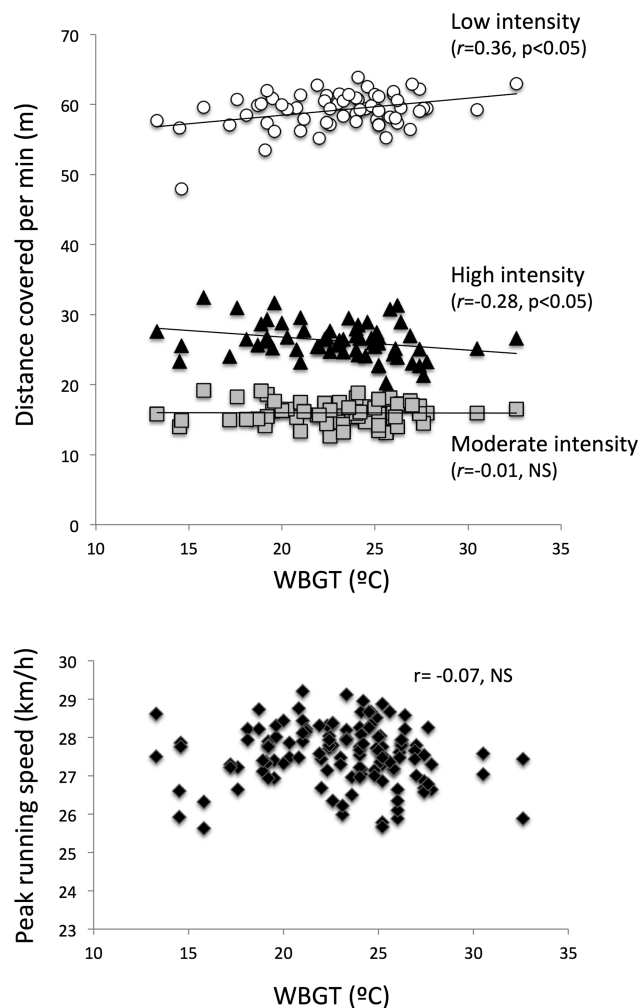 Low intensity
(r=0.36, p<0.05)
70
60
50
40
30
20
10
0
Distance covered per min (m)
High intensity
(r=-0.28, p<0.05)
Moderate intensity
(r=-0.01, NS)
10 15 20 25 30 35
WBGT (ºC)
r= -0.07, NS
30
29
28
27
26
25
24
23
Peak running speed (km/h)
10 15 20 25 30 35
WBGT (ºC)